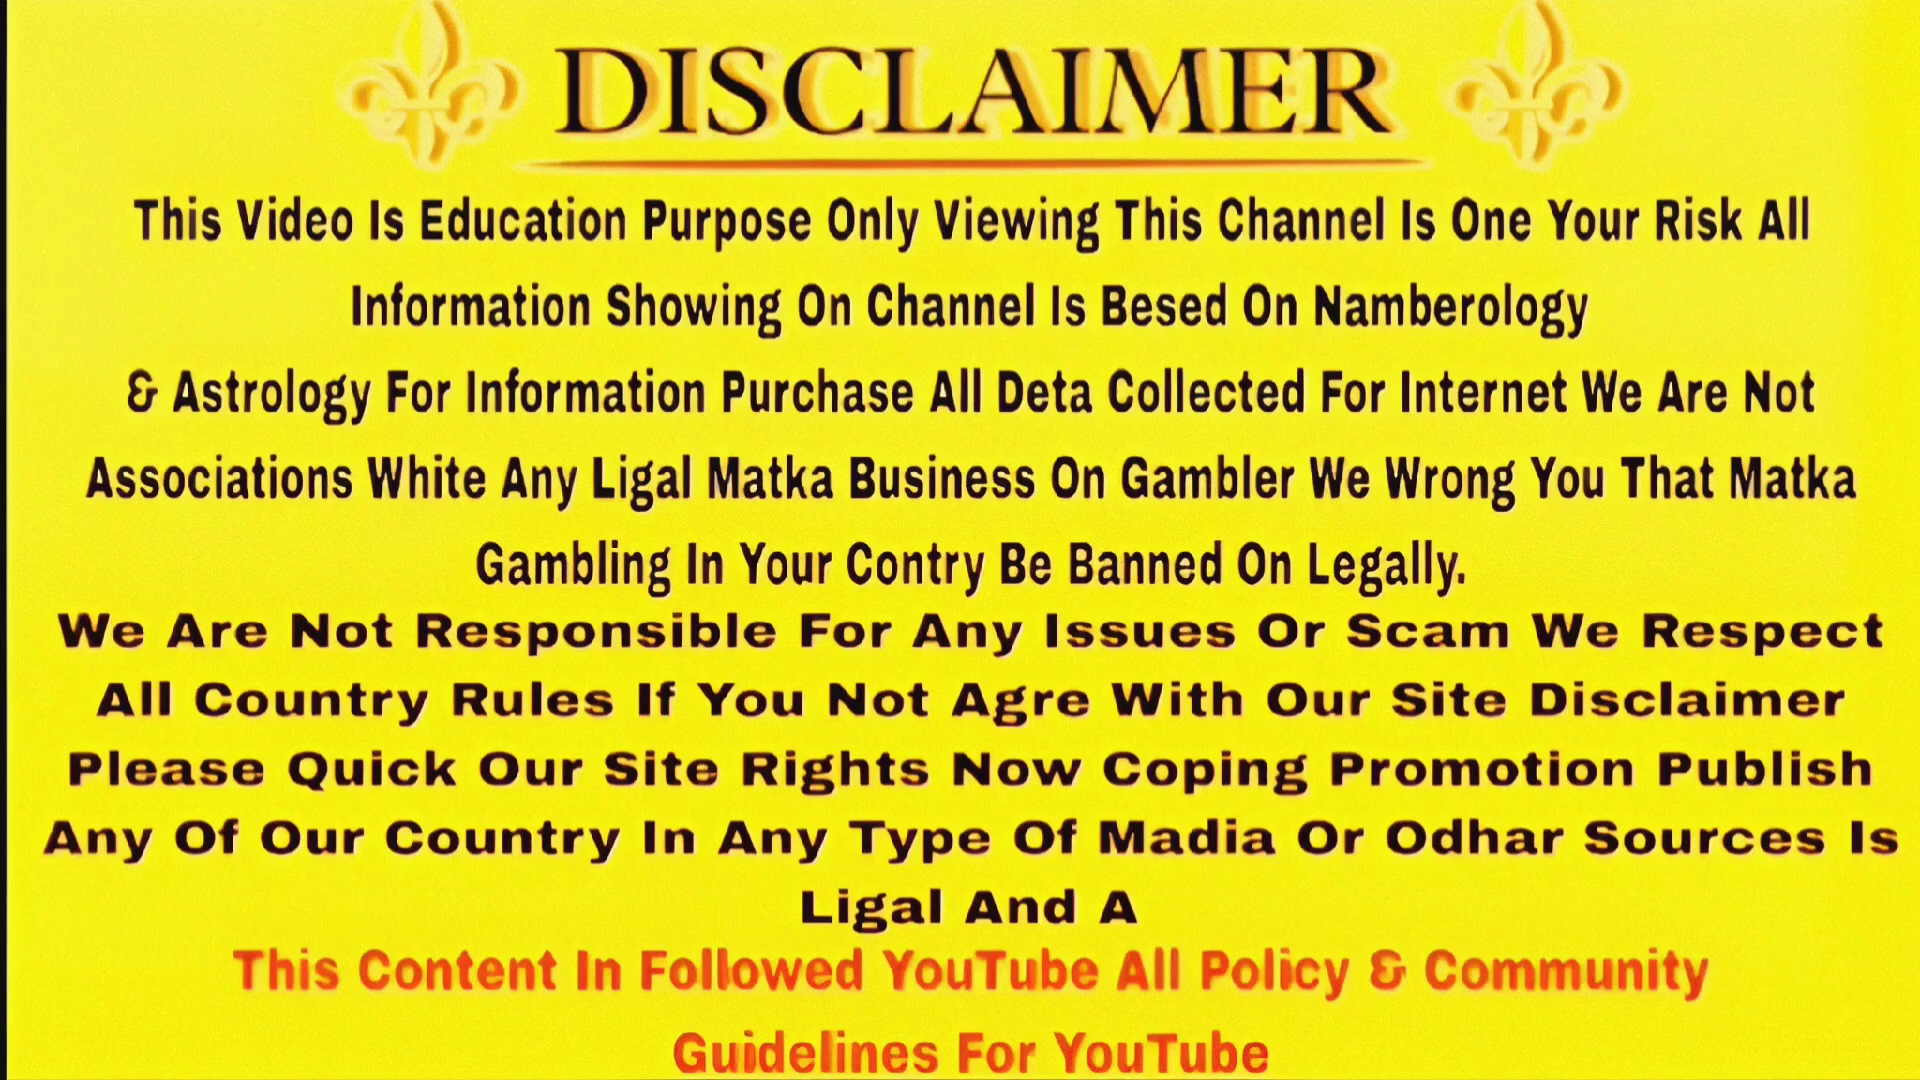 DISCLAIMER
This Video Is Education Purpose Only Viewing This Channel Is One Your Risk All
Information Showing On Channel Is Besed On Namberology
& Astrology For Information Purchase All Deta Collected For Internet We Are Not
Associations White Any Ligal Matka Business On Gambler We Wrong You That Matka
Gambling In Your Contry Be Banned On Legally.
We Are Not Responsible For Any Issues Or Scam We Respect
All Country Rules If You Not Agre With Our Site Disclaimer
Please Quick Our Site Rights Now Coping Promotion Publish
Any Of Our Country In Any Type Of Madia Or Odhar Sources Is
Ligal And A
This Content In Followed YouTube All Policy & Community
Guidelines For YouTube